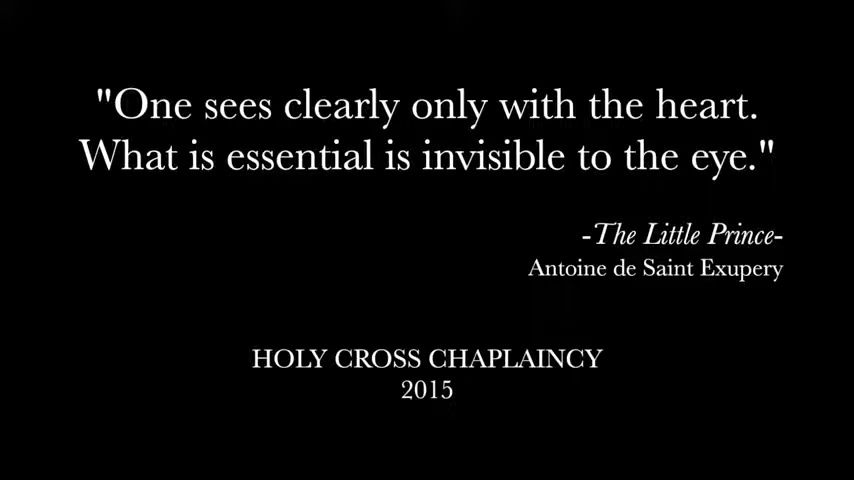 "One sees clearly only with the heart.
What is essential is invisible to the eye."
-The Little Prince-
Antoine de Saint Exupery
HOLY CROSS CHAPLAINCY
2015